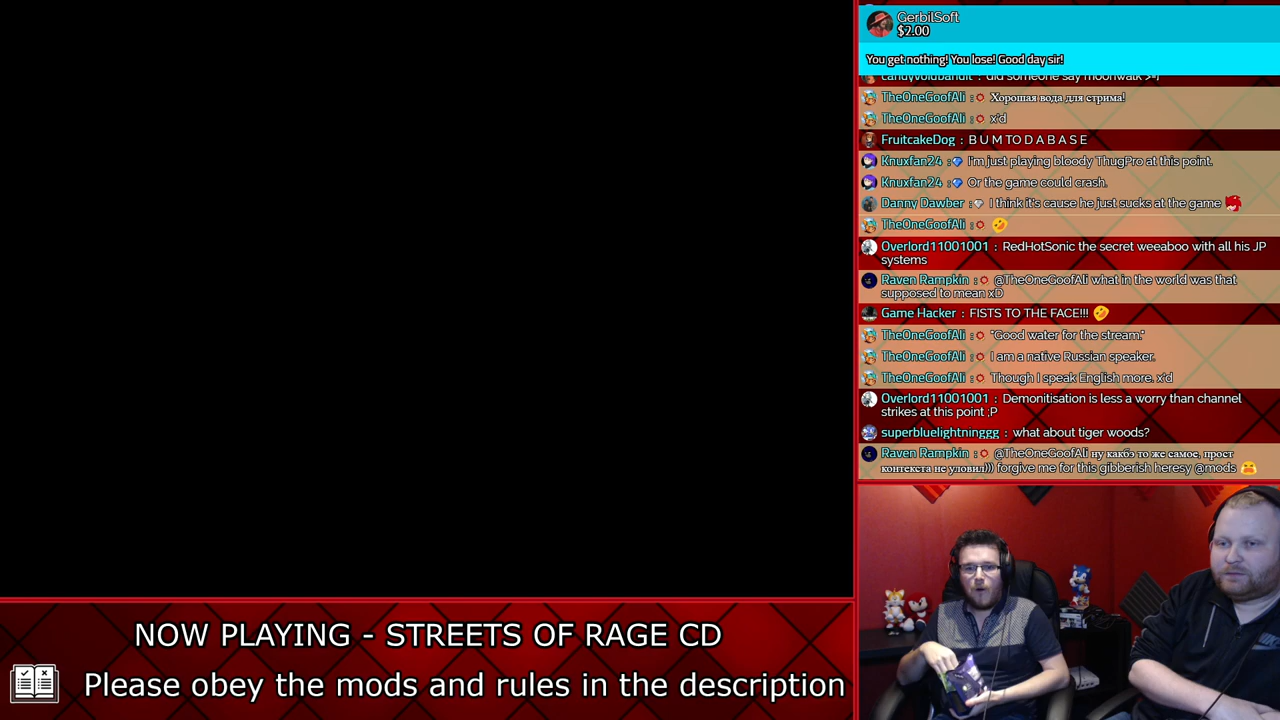 GerbilSoft
$2.00
You get nothing! You lose! Good day sir!
candyvoidbandit : did someone say moonwalk >=]
TheOneGoofAli : Хорошая вода для стрима!
TheOneGoofAli : x'd
FruitcakeDog : B U M T O D A B A S E
Knuxfan24 : I'm just playing bloody ThugPro at this point.
Knuxfan24 : Or the game could crash.
Danny Dawber : I think it's cause he just sucks at the game
TheOneGoofAli :
Overlord11001001 : RedHotSonic the secret weeaboo with all his JP
systems
Raven Rampkin : @TheOneGoofAli what in the world was that
supposed to mean xD
Game Hacker : FISTS TO THE FACE!!!
TheOneGoofAli : "Good water for the stream."
TheOneGoofAli : I am a native Russian speaker.
TheOneGoofAli : Though I speak English more. x'd
Overlord11001001 : Demonitisation is less a worry than channel
strikes at this point ;P
superbluelightninggg : what about tiger woods?
Raven Rampkin : @TheOneGoofAli ну какбэ то же самое, прост
контекста не уловил))) forgive me for this gibberish heresy @mods
NOW PLAYING - STREETS OF RAGE CD
Please obey the mods and rules in the description